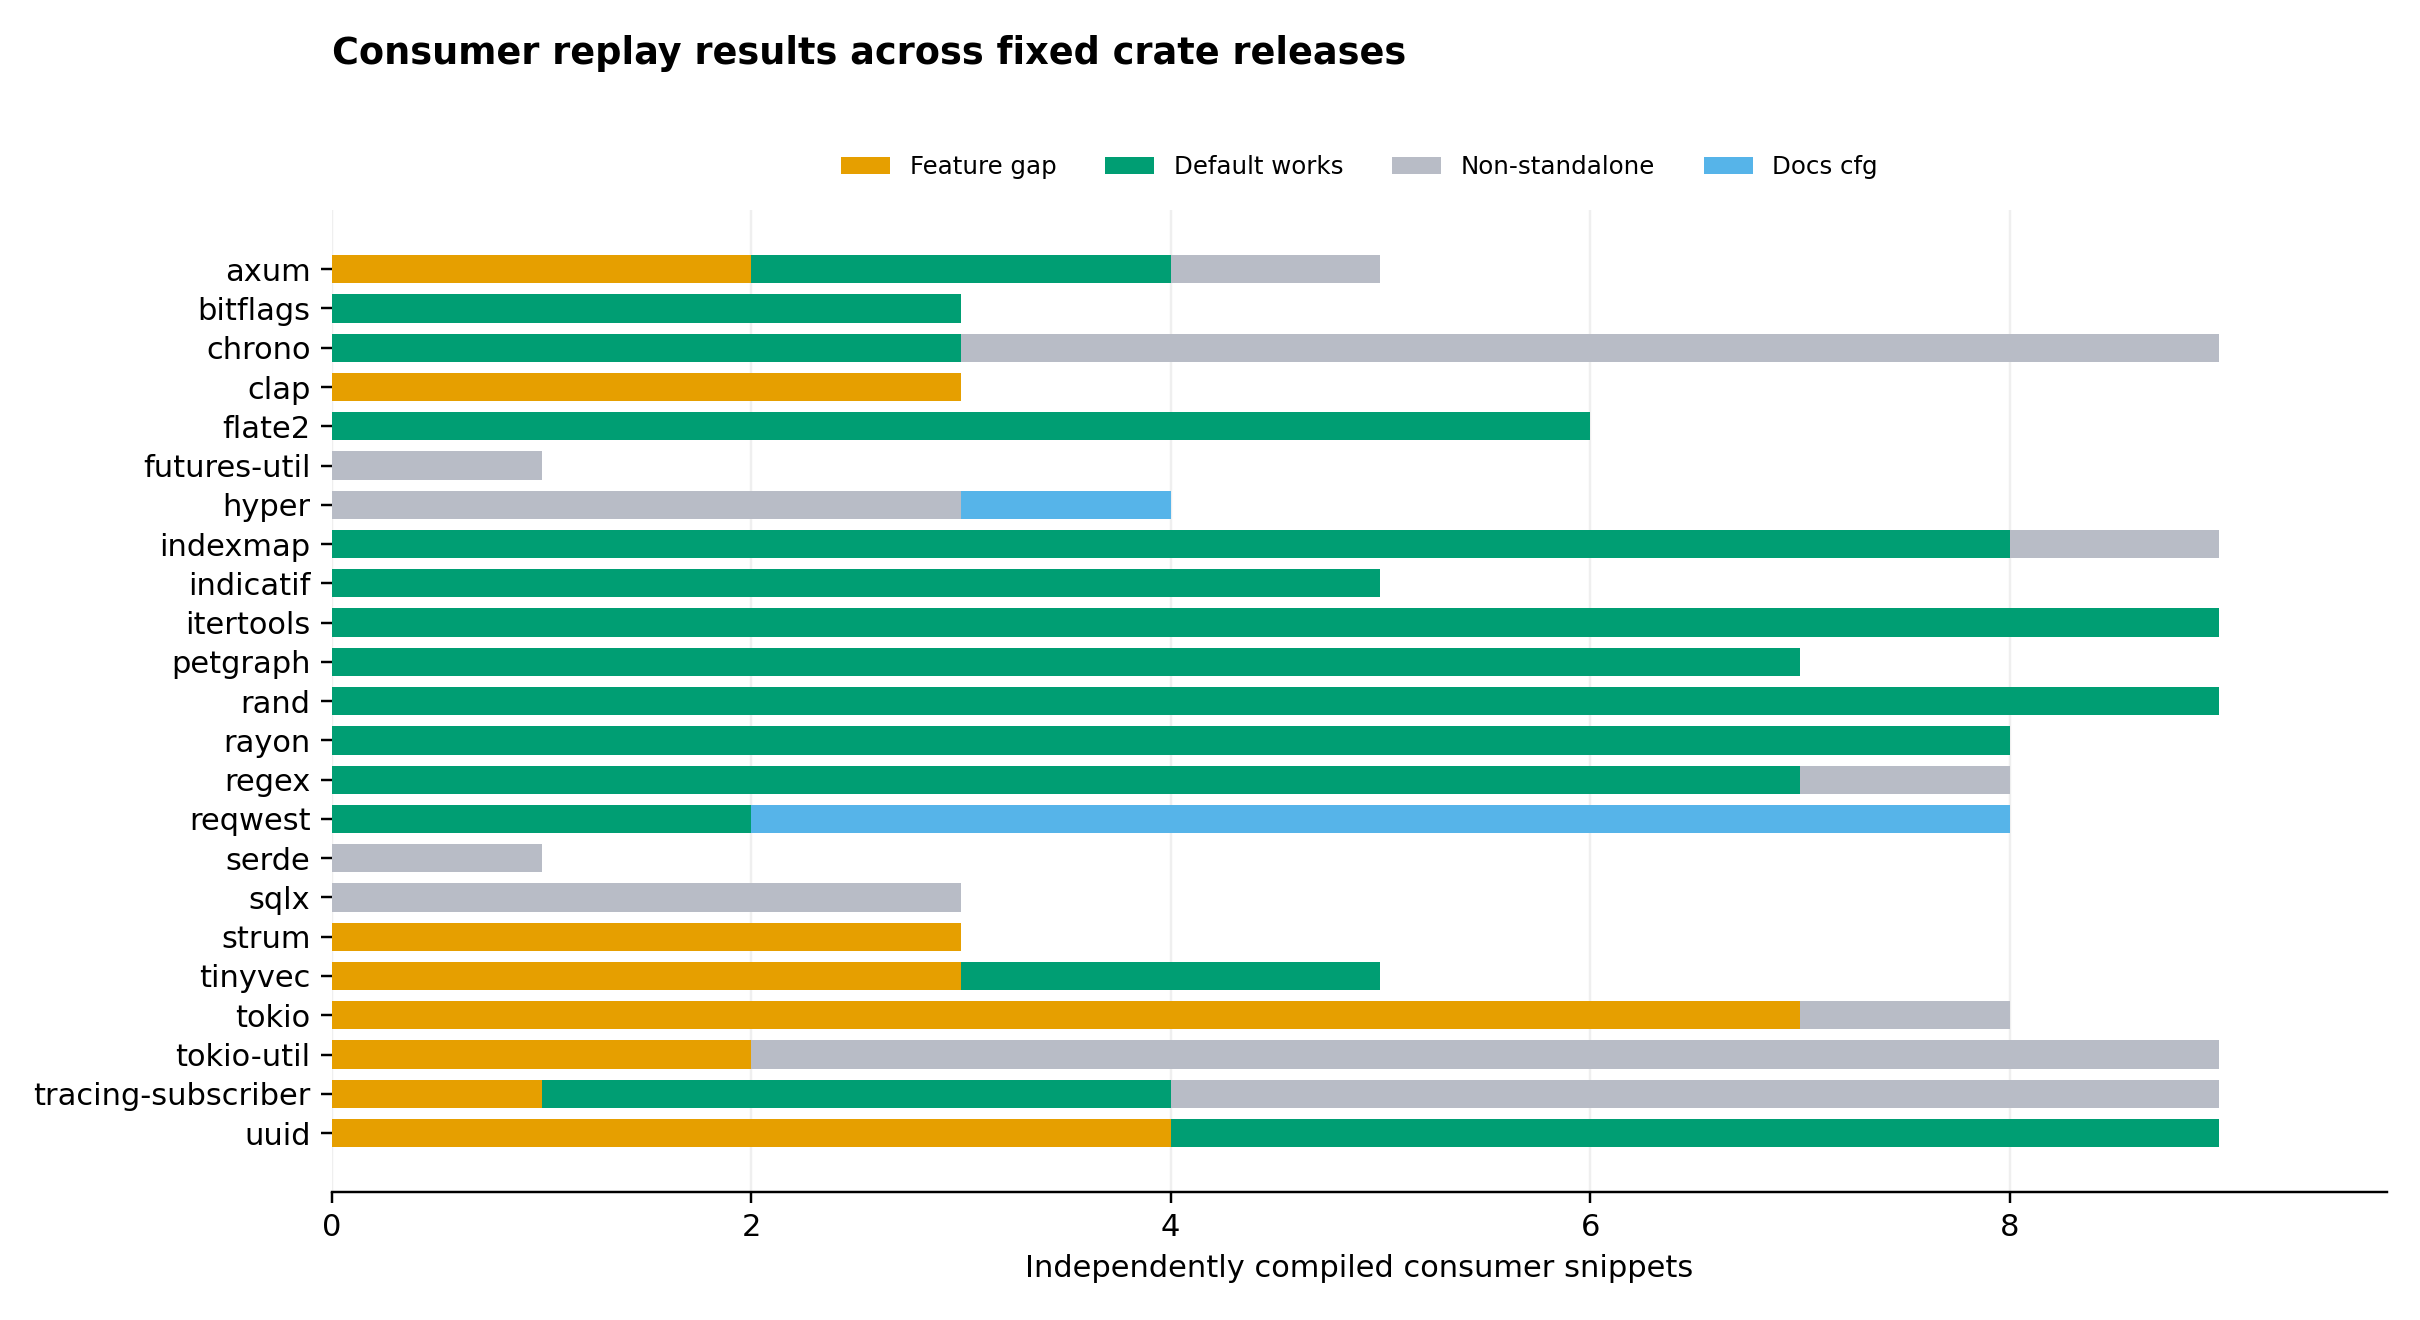 Consumer replay results across fixed crate releases
Feature gap Default works Non-standalone Docs cfg
axum
bitflags
chrono
clap
flate2
futures-util
hyper
indexmap
indicatif
itertools
petgraph
rand
rayon
regex
reqwest
serde
sqlx
strum
tinyvec
tokio
tokio-util
tracing-subscriber
uuid
0 2 4 6 8
Independently compiled consumer snippets